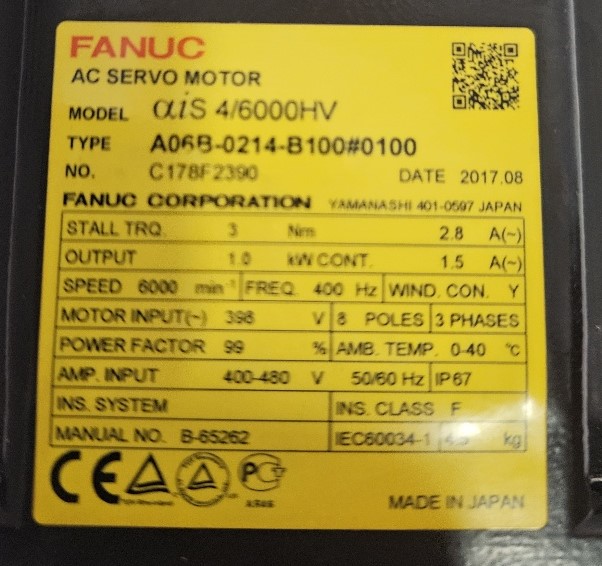 FANUC
AC SERVO MOTOR
MODEL αiS 4/6000HV
TYPE A06B-0214-B100#0100
NO. C178F2390 DATE 2017.08
FANUC CORPORATION YAMANASHI 401-0597 JAPAN
STALL TRQ. 3 Nm 2.8 A(~)
OUTPUT 1.0 kW CONT. 1.5 A(~)
SPEED 6000 min⁻¹ FREQ. 400 Hz WIND. CON. Y
MOTOR INPUT(~) 398 V 8 POLES 3 PHASES
POWER FACTOR 99 % AMB. TEMP. 0-40 °C
AMP. INPUT 400-480 V 50/60 Hz IP67
INS. SYSTEM INS. CLASS F
MANUAL NO. B-65262 IEC60034-1 kg
CE
MADE IN JAPAN